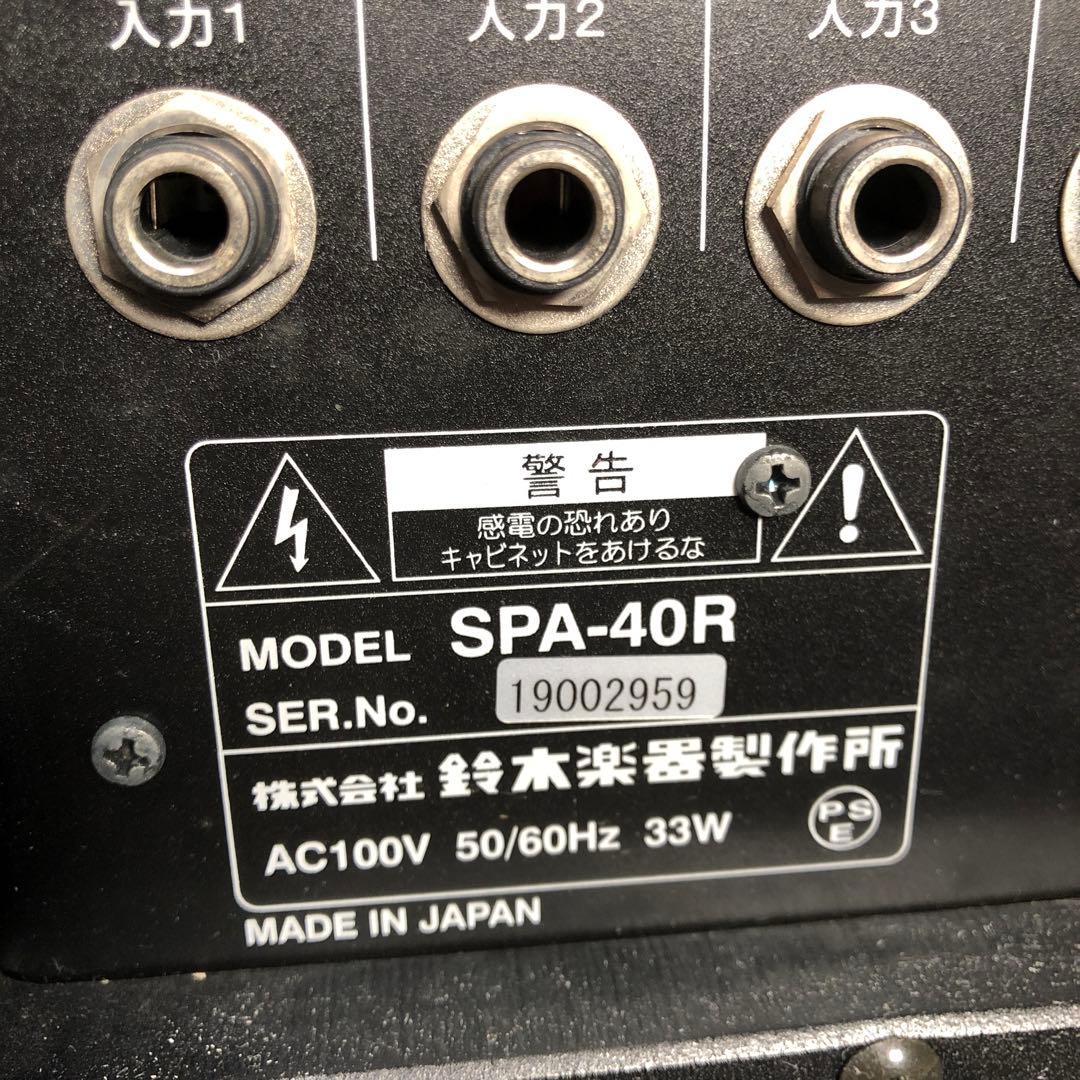 入力1 入力2 入力3
警告
感電の恐れあり
キャビネットをあけるな
MODEL SPA-40R
SER.No. 19002959
株式会社 鈴木楽器製作所
AC100V 50/60Hz 33W PSE
MADE IN JAPAN